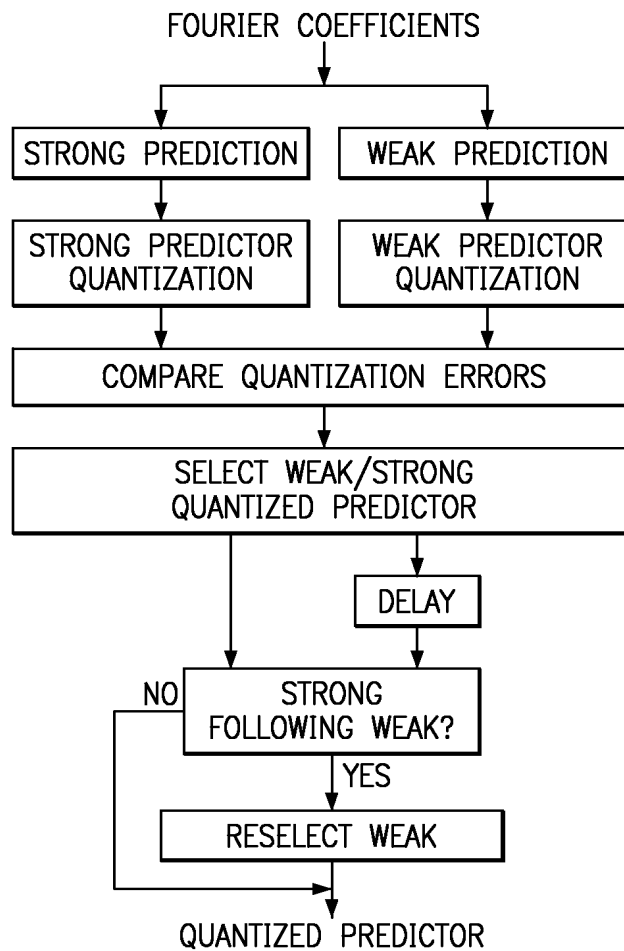 FOURIER COEFFICIENTS
STRONG PREDICTION
WEAK PREDICTION
STRONG PREDICTOR
QUANTIZATION
WEAK PREDICTOR
QUANTIZATION
COMPARE QUANTIZATION ERRORS
SELECT WEAK/STRONG
QUANTIZED PREDICTOR
DELAY
NO
STRONG
FOLLOWING WEAK?
YES
RESELECT WEAK
QUANTIZED PREDICTOR